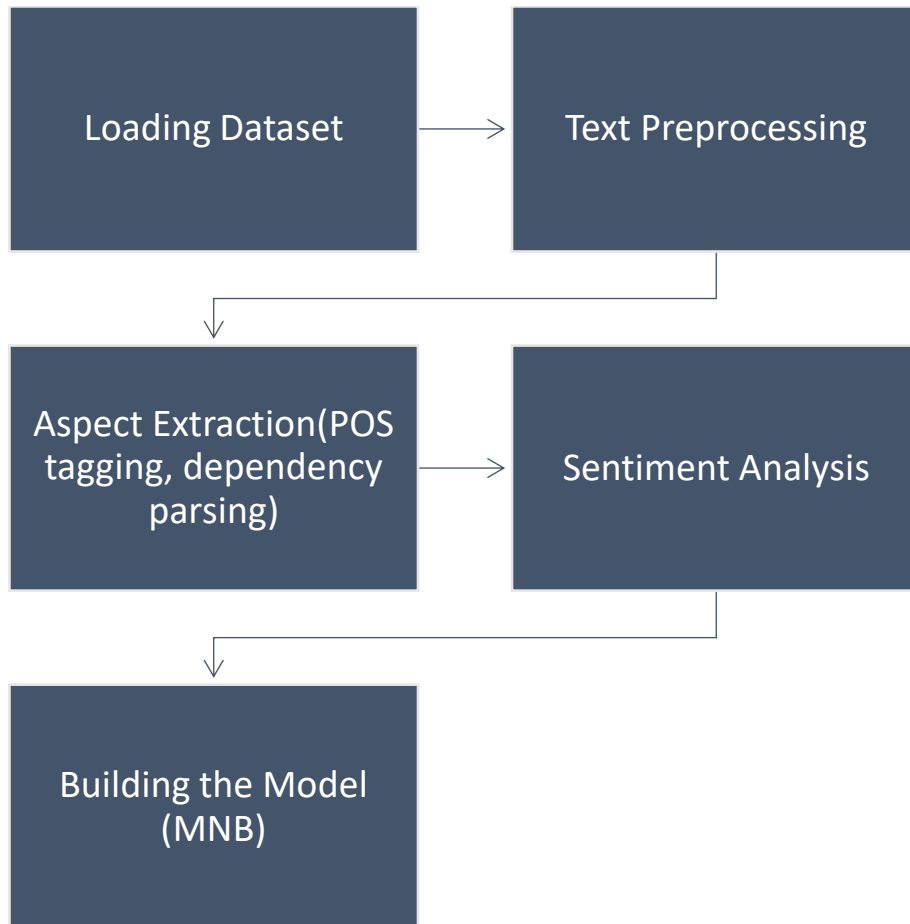 Loading Dataset
Text Preprocessing
Aspect Extraction(POS
tagging, dependency
parsing)
Sentiment Analysis
Building the Model
(MNB)